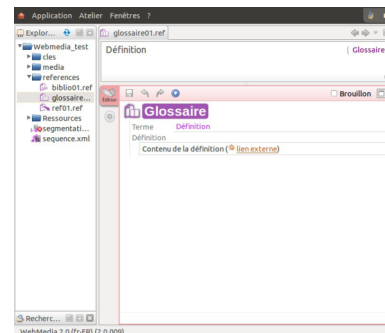 Application Atelier Fenêtres ?
Explor...
glossaire01.ref
Webmedia_test
cles
media
references
biblio01.ref
glossaire...
ref01.ref
Ressources
segmentati...
sequence.xml
Définition
Glossaire
Brouillon
Glossaire
Terme Définition
Définition
Contenu de la définition ( lien externe)
Recherc...
WebMedia 2.0 (fr-FR) (2.0.009)